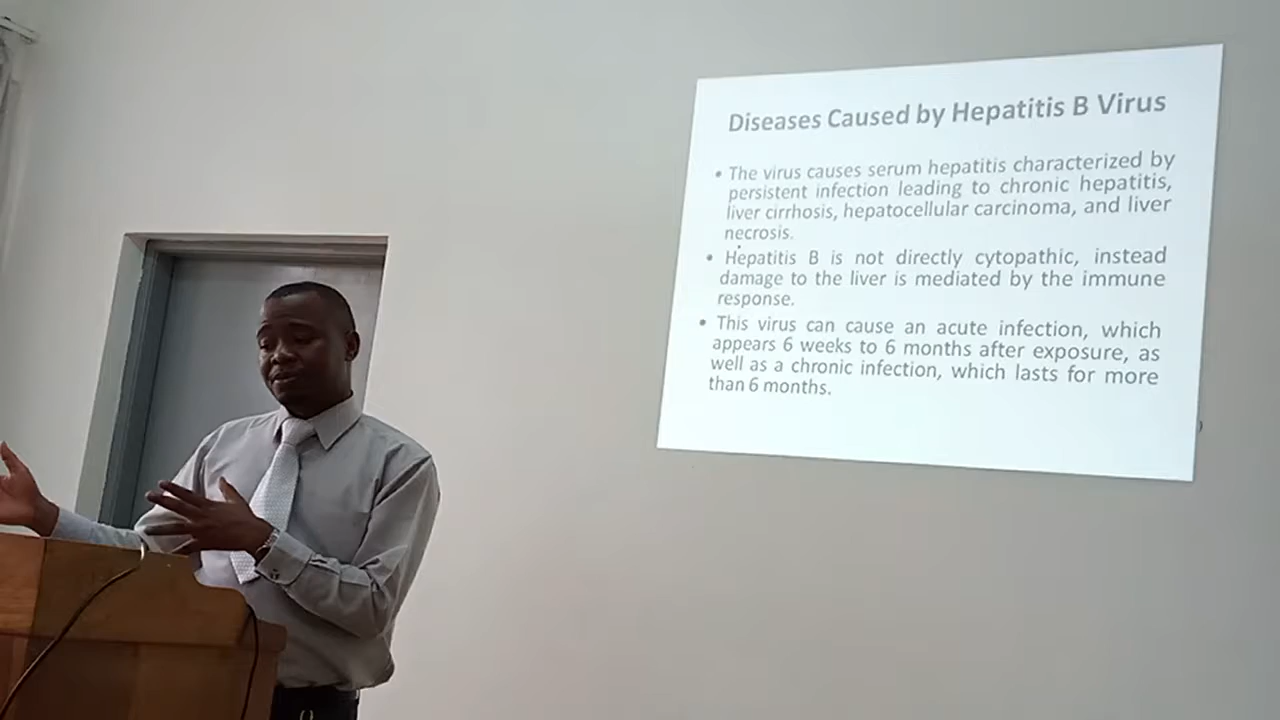 Diseases Caused by Hepatitis B Virus
• The virus causes serum hepatitis characterized by
persistent infection leading to chronic hepatitis,
liver cirrhosis, hepatocellular carcinoma, and liver
necrosis.
• Hepatitis B is not directly cytopathic, instead
damage to the liver is mediated by the immune
response.
• This virus can cause an acute infection, which
appears 6 weeks to 6 months after exposure, as
well as a chronic infection, which lasts for more
than 6 months.